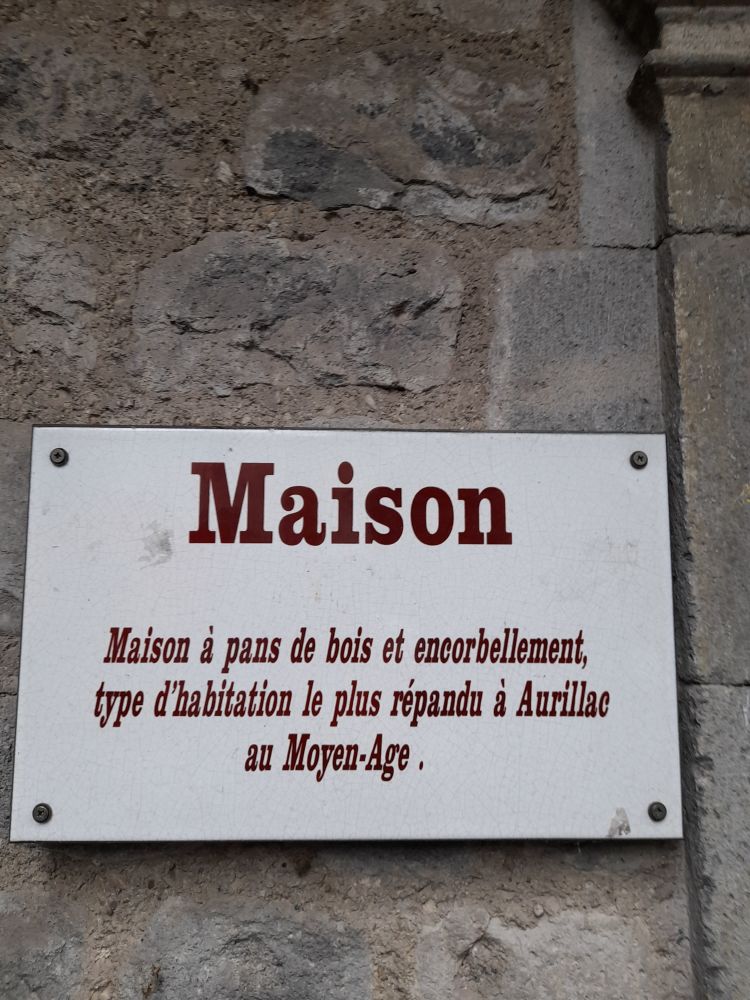 Maison
Maison à pans de bois et encorbellement,
type d'habitation le plus répandu à Aurillac
au Moyen-Age .